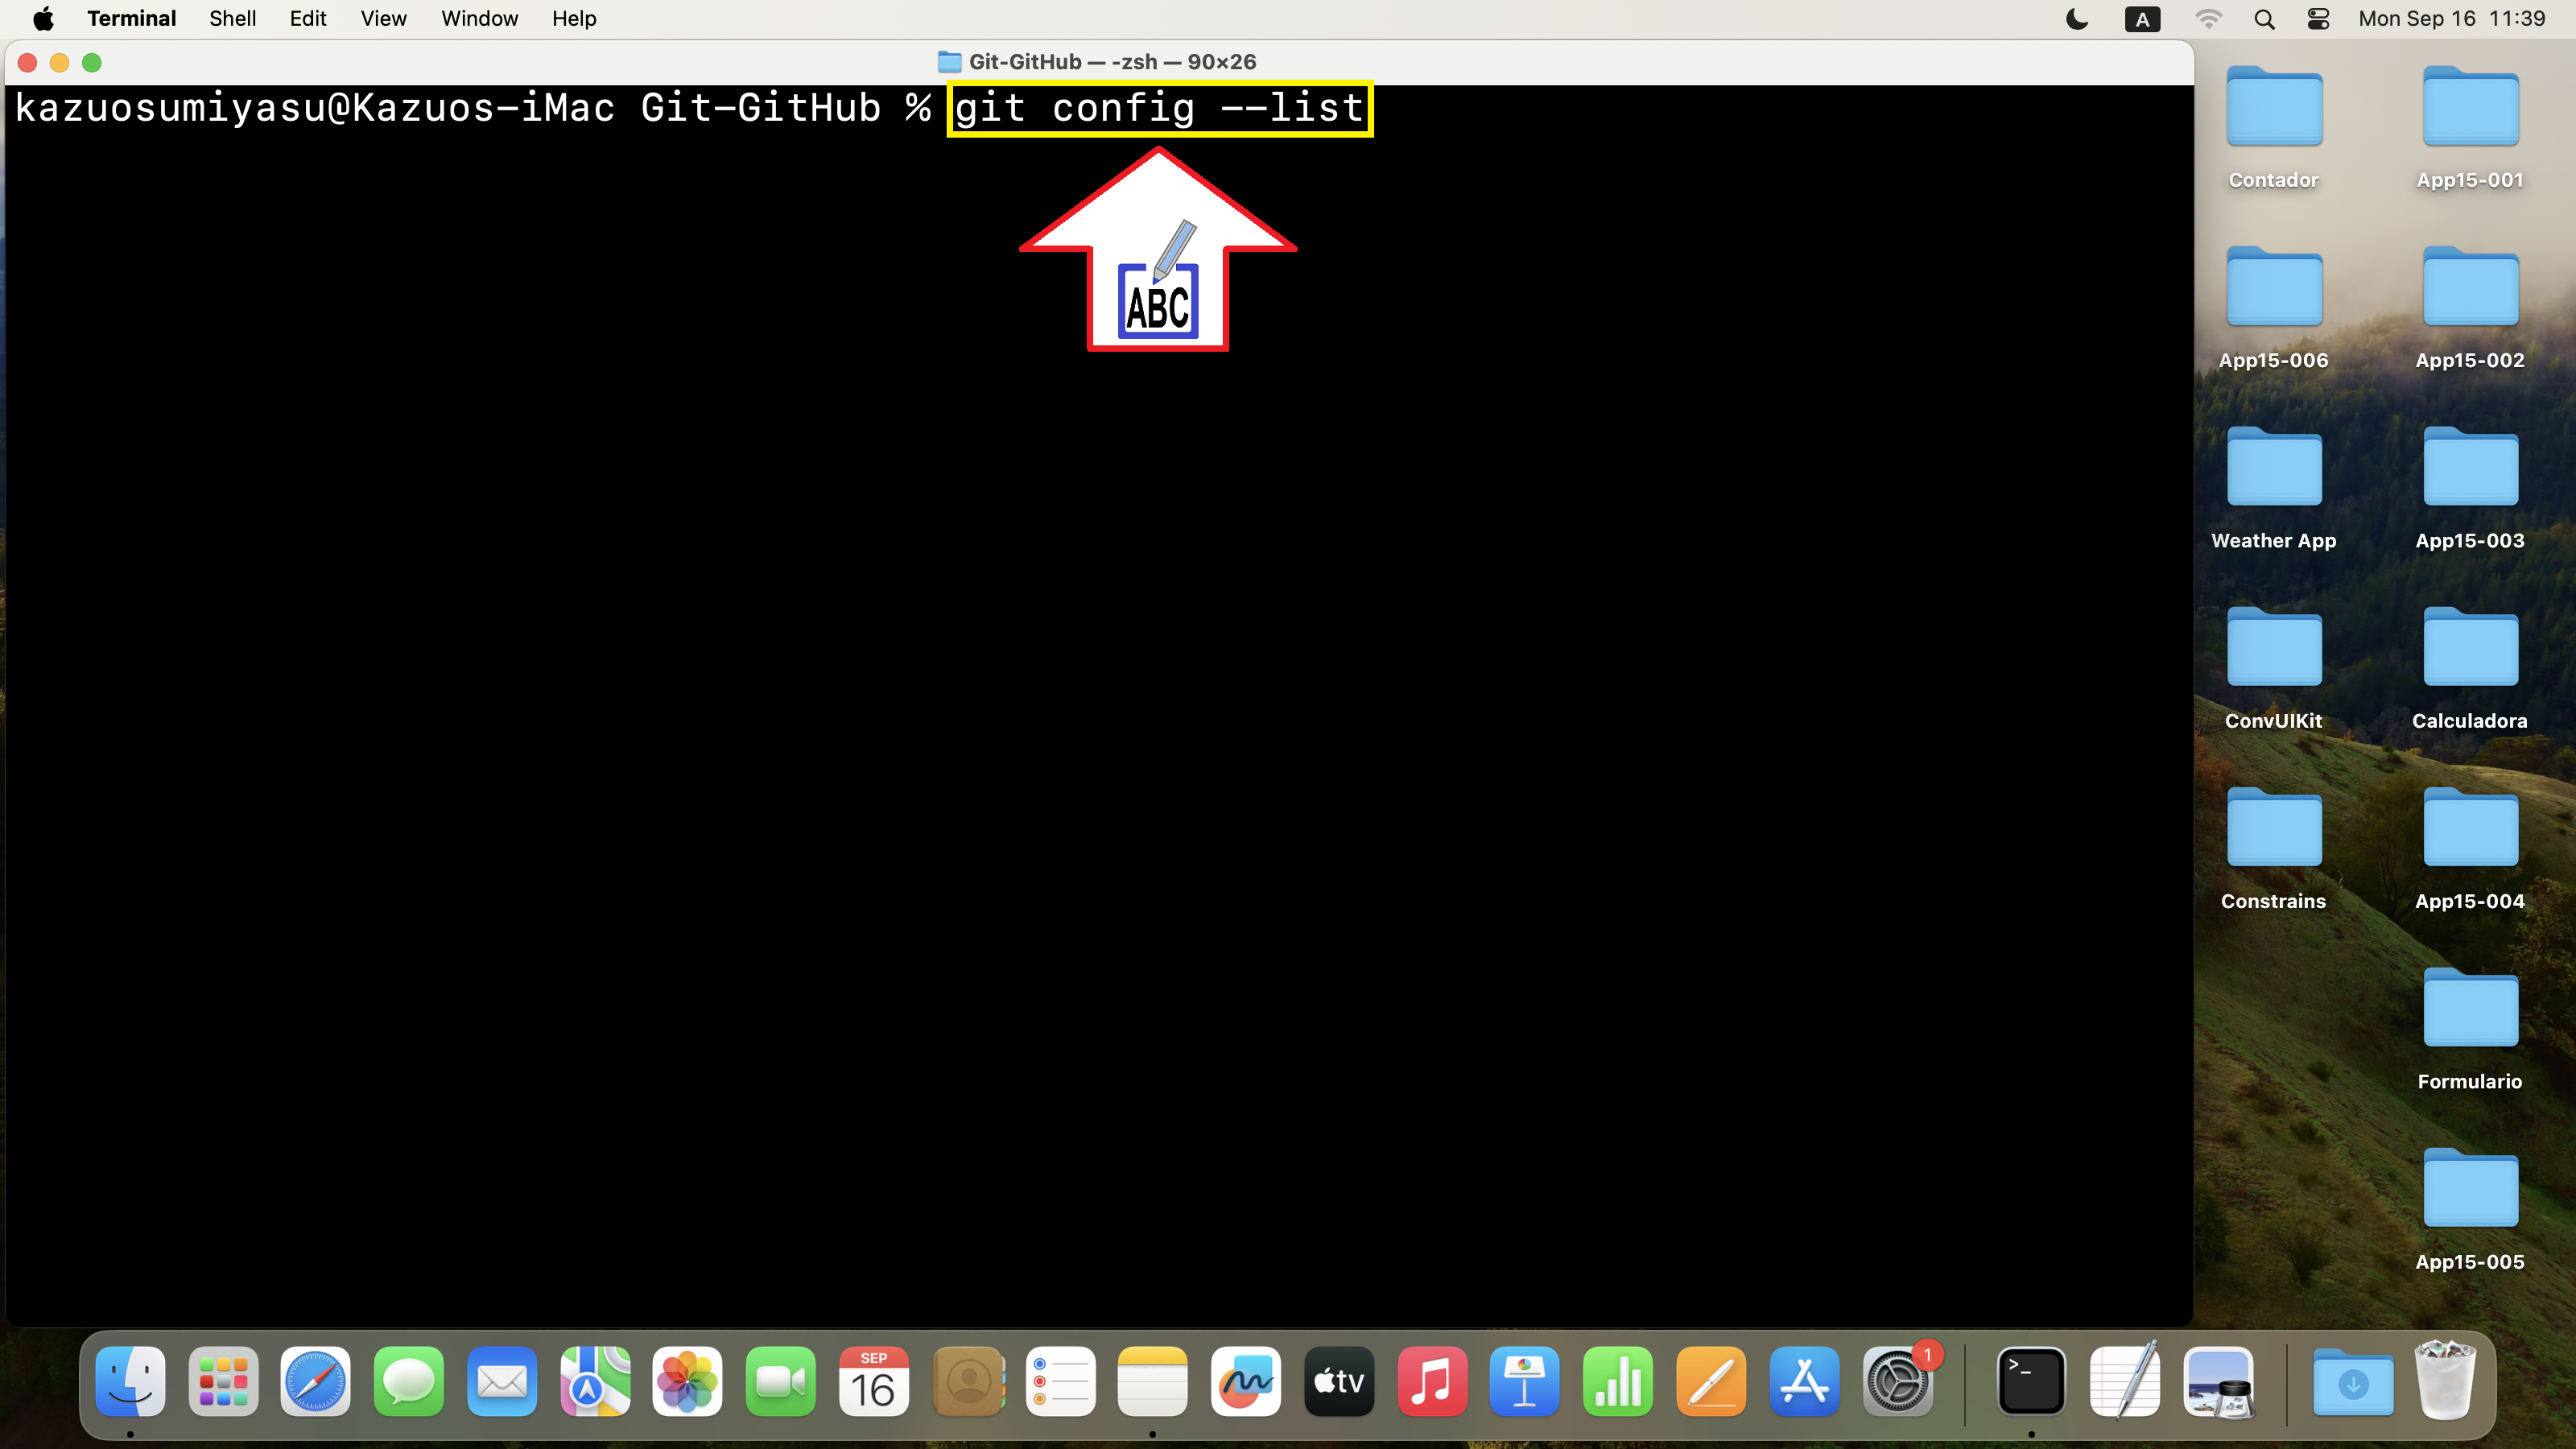 Terminal Shell Edit View Window Help
A Mon Sep 16 11:39
Git-GitHub — -zsh — 90×26
kazuosumiyasu@Kazuos-iMac Git-GitHub % git config --list
ABC
Contador App15-001
App15-006 App15-002
Weather App App15-003
ConvUIKit Calculadora
Constrains App15-004
Formulario
App15-005
SEP
16
tv
1
>_